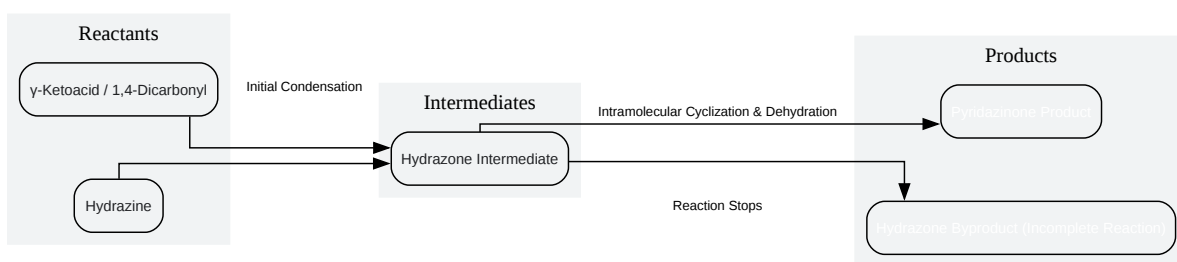 Reactants
γ-Ketoacid / 1,4-Dicarbonyl
Hydrazine
Initial Condensation
Intermediates
Hydrazone Intermediate
Intramolecular Cyclization & Dehydration
Reaction Stops
Products
Pyridazinone Product
Hydrazone Byproduct (Incomplete Reaction)